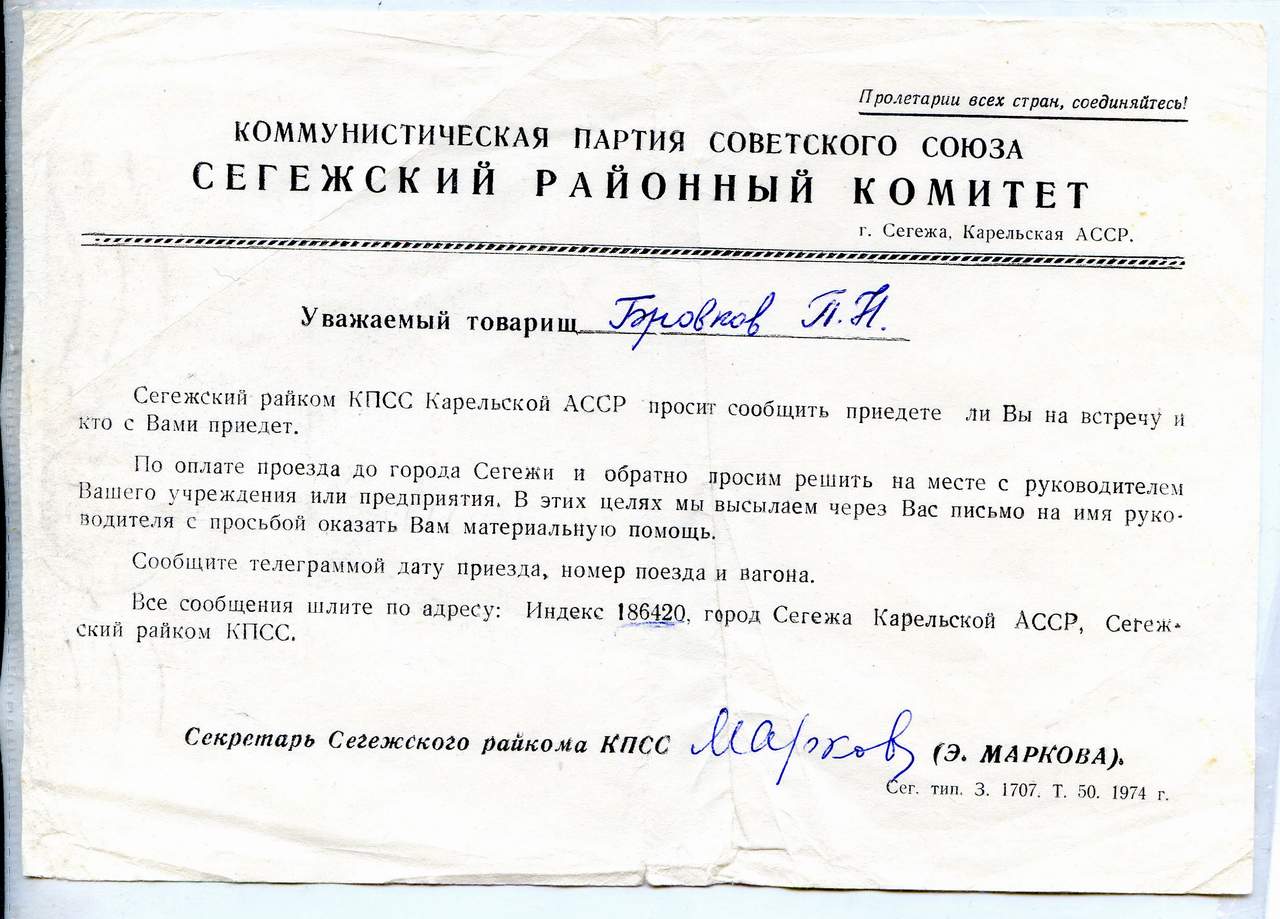 Пролетарии всех стран, соединяйтесь!
КОММУНИСТИЧЕСКАЯ ПАРТИЯ СОВЕТСКОГО СОЮЗА
СЕГЕЖСКИЙ РАЙОННЫЙ КОМИТЕТ
г. Сегежа, Карельская АССР.
Уважаемый товарищ Бровков П.Н.
Сегежский райком КПСС Карельской АССР просит сообщить приедете ли Вы на встречу и
кто с Вами приедет.
По оплате проезда до города Сегежи и обратно просим решить на месте с руководителем
Вашего учреждения или предприятия. В этих целях мы высылаем через Вас письмо на имя руко-
водителя с просьбой оказать Вам материальную помощь.
Сообщите телеграммой дату приезда, номер поезда и вагона.
Все сообщения шлите по адресу: Индекс 186420, город Сегежа Карельской АССР, Сегеж-
ский райком КПСС.
Секретарь Сегежского райкома КПСС Марков (Э. МАРКОВА).
Сег. тип. З. 1707. Т. 50. 1974 г.